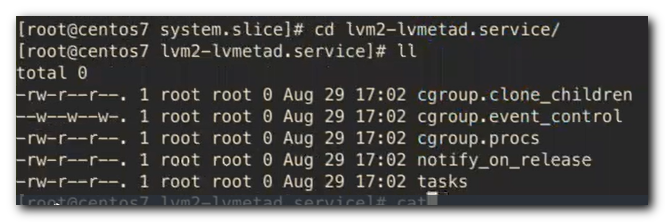 [root@centos7 system.slice]# cd lvm2-lvmetad.service/
[root@centos7 lvm2-lvmetad.service]# ll
total 0
-rw-r--r--. 1 root root 0 Aug 29 17:02 cgroup.clone_children
--w--w--w-. 1 root root 0 Aug 29 17:02 cgroup.event_control
-rw-r--r--. 1 root root 0 Aug 29 17:02 cgroup.procs
-rw-r--r--. 1 root root 0 Aug 29 17:02 notify_on_release
-rw-r--r--. 1 root root 0 Aug 29 17:02 tasks
[root@centos7 lvm2-lvmetad.service]# cat